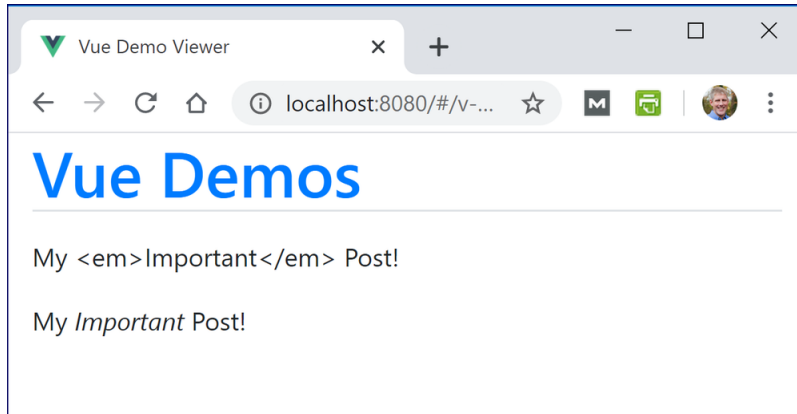 Vue Demo Viewer
localhost:8080/#/v-...
Vue Demos
My <em>Important</em> Post!
My Important Post!